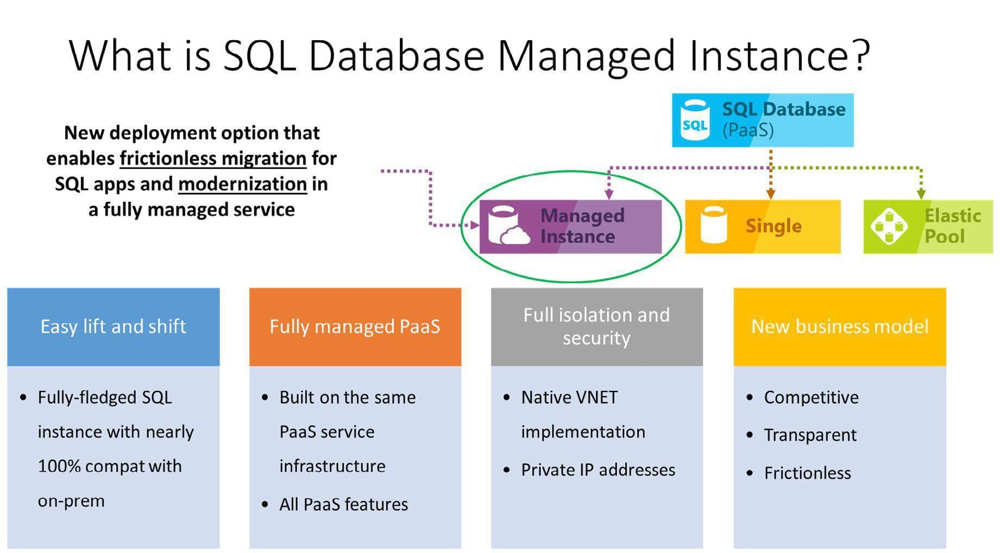 What is SQL Database Managed Instance?
New deployment option that
enables frictionless migration for
SQL apps and modernization in
a fully managed service
SQL
SQL Database
(PaaS)
Managed
Instance
Single
Elastic
Pool
Easy lift and shift
• Fully-fledged SQL
instance with nearly
100% compat with
on-prem
Fully managed PaaS
• Built on the same
PaaS service
infrastructure
• All PaaS features
Full isolation and
security
• Native VNET
implementation
• Private IP addresses
New business model
• Competitive
• Transparent
• Frictionless